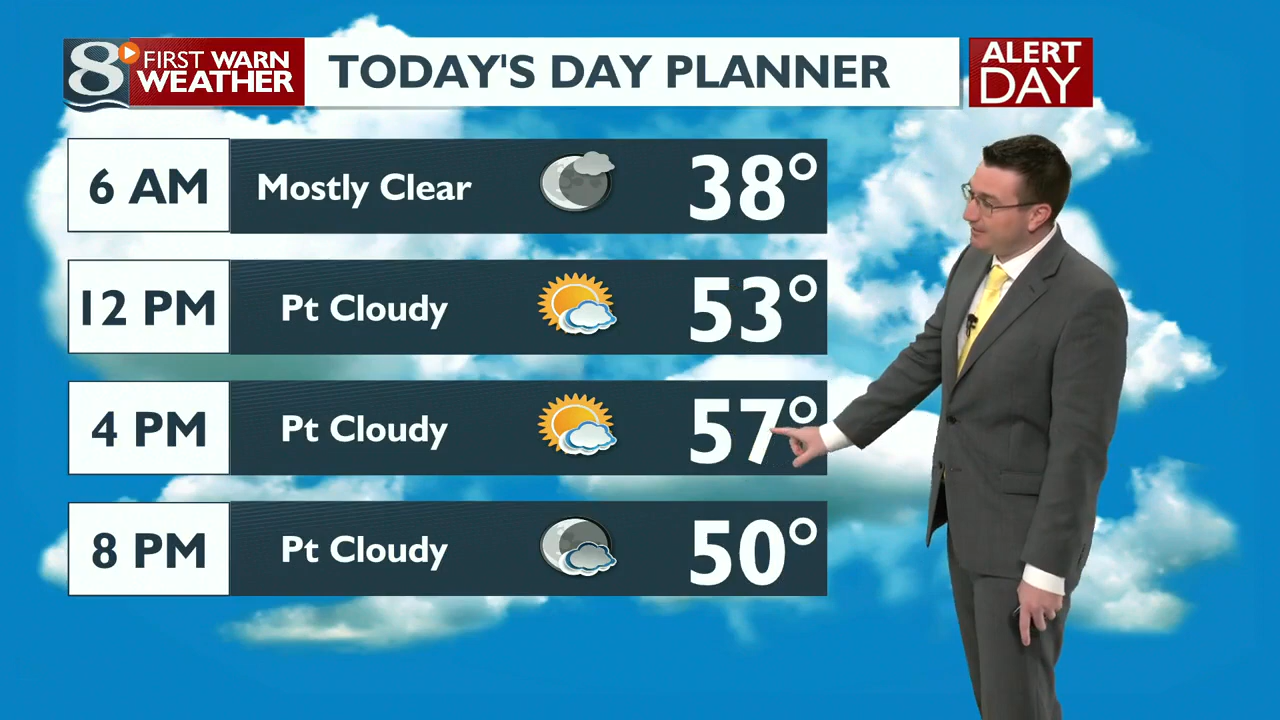 8 FIRST WARN
WEATHER
TODAY'S DAY PLANNER
ALERT
DAY
6 AM Mostly Clear 38°
12 PM Pt Cloudy 53°
4 PM Pt Cloudy 57°
8 PM Pt Cloudy 50°